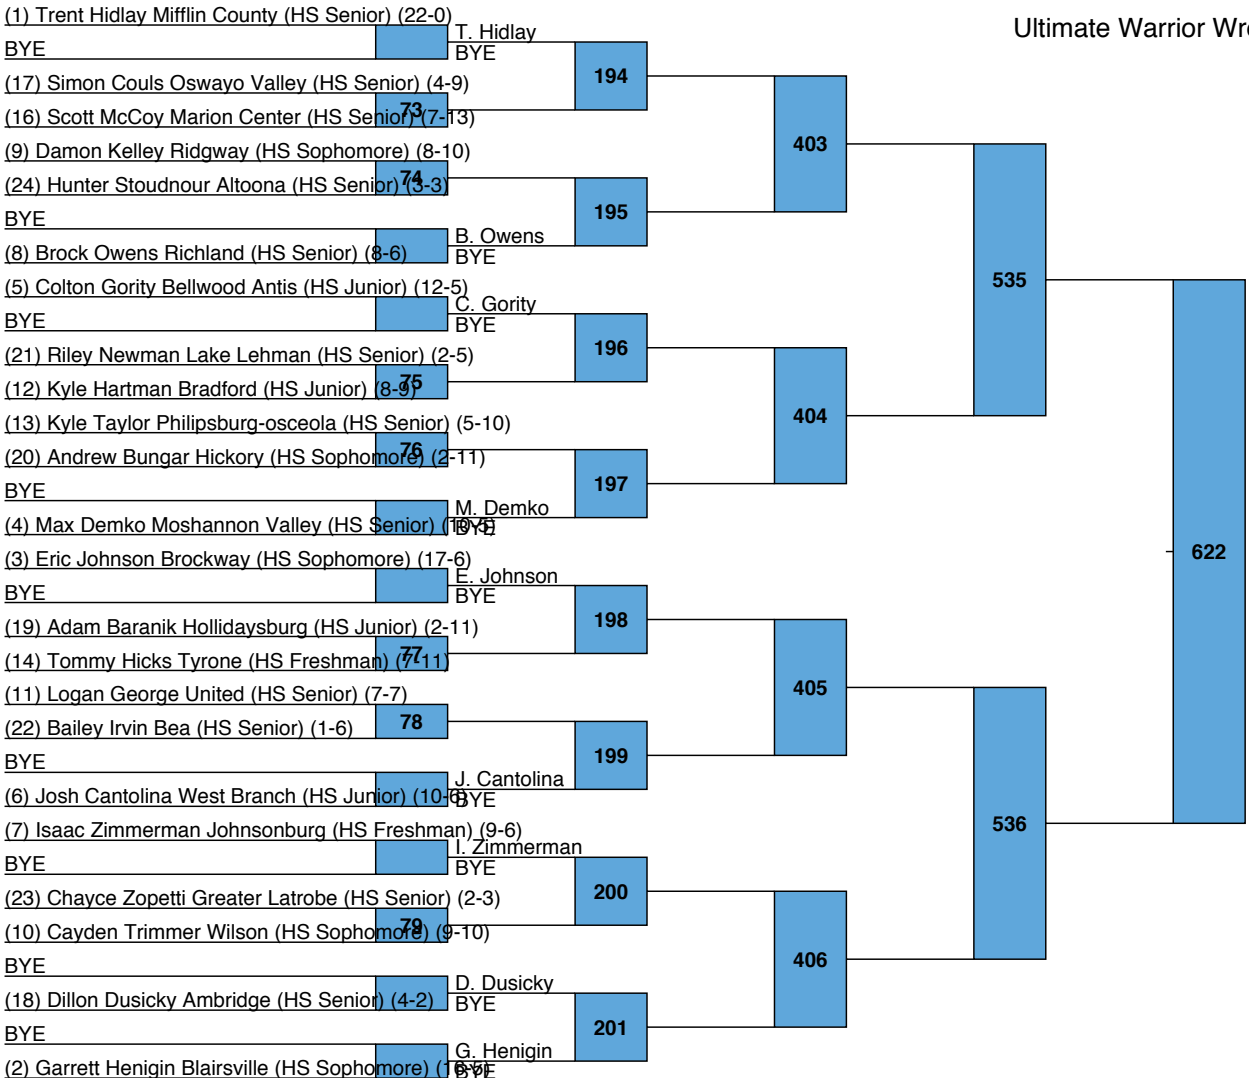 (1) Trent Hidlay Mifflin County (HS Senior) (22-0)
Ultimate Warrior Wre
T. Hidlay
BYE
BYE
194
(17) Simon Couls Oswayo Valley (HS Senior) (4-9)
73
(16) Scott McCoy Marion Center (HS Senior) (7-13)
403
(9) Damon Kelley Ridgway (HS Sophomore) (8-10)
74
(24) Hunter Stoudnour Altoona (HS Senior) (3-3)
195
BYE
B. Owens
(8) Brock Owens Richland (HS Senior) (8-6)
BYE
535
(5) Colton Gority Bellwood Antis (HS Junior) (12-5)
C. Gority
BYE
BYE
196
(21) Riley Newman Lake Lehman (HS Senior) (2-5)
75
(12) Kyle Hartman Bradford (HS Junior) (8-9)
404
(13) Kyle Taylor Philipsburg-osceola (HS Senior) (5-10)
76
(20) Andrew Bungar Hickory (HS Sophomore) (2-11)
197
BYE
M. Demko
(4) Max Demko Moshannon Valley (HS Senior) (10-5)
BYE
622
(3) Eric Johnson Brockway (HS Sophomore) (17-6)
E. Johnson
BYE
BYE
198
(19) Adam Baranik Hollidaysburg (HS Junior) (2-11)
77
(14) Tommy Hicks Tyrone (HS Freshman) (7-11)
405
(11) Logan George United (HS Senior) (7-7)
78
(22) Bailey Irvin Bea (HS Senior) (1-6)
199
BYE
J. Cantolina
(6) Josh Cantolina West Branch (HS Junior) (10-6)
BYE
536
(7) Isaac Zimmerman Johnsonburg (HS Freshman) (9-6)
I. Zimmerman
BYE
BYE
200
(23) Chayce Zopetti Greater Latrobe (HS Senior) (2-3)
79
(10) Cayden Trimmer Wilson (HS Sophomore) (9-10)
406
BYE
D. Dusicky
(18) Dillon Dusicky Ambridge (HS Senior) (4-2)
BYE
201
BYE
G. Henigin
(2) Garrett Henigin Blairsville (HS Sophomore)
BYE